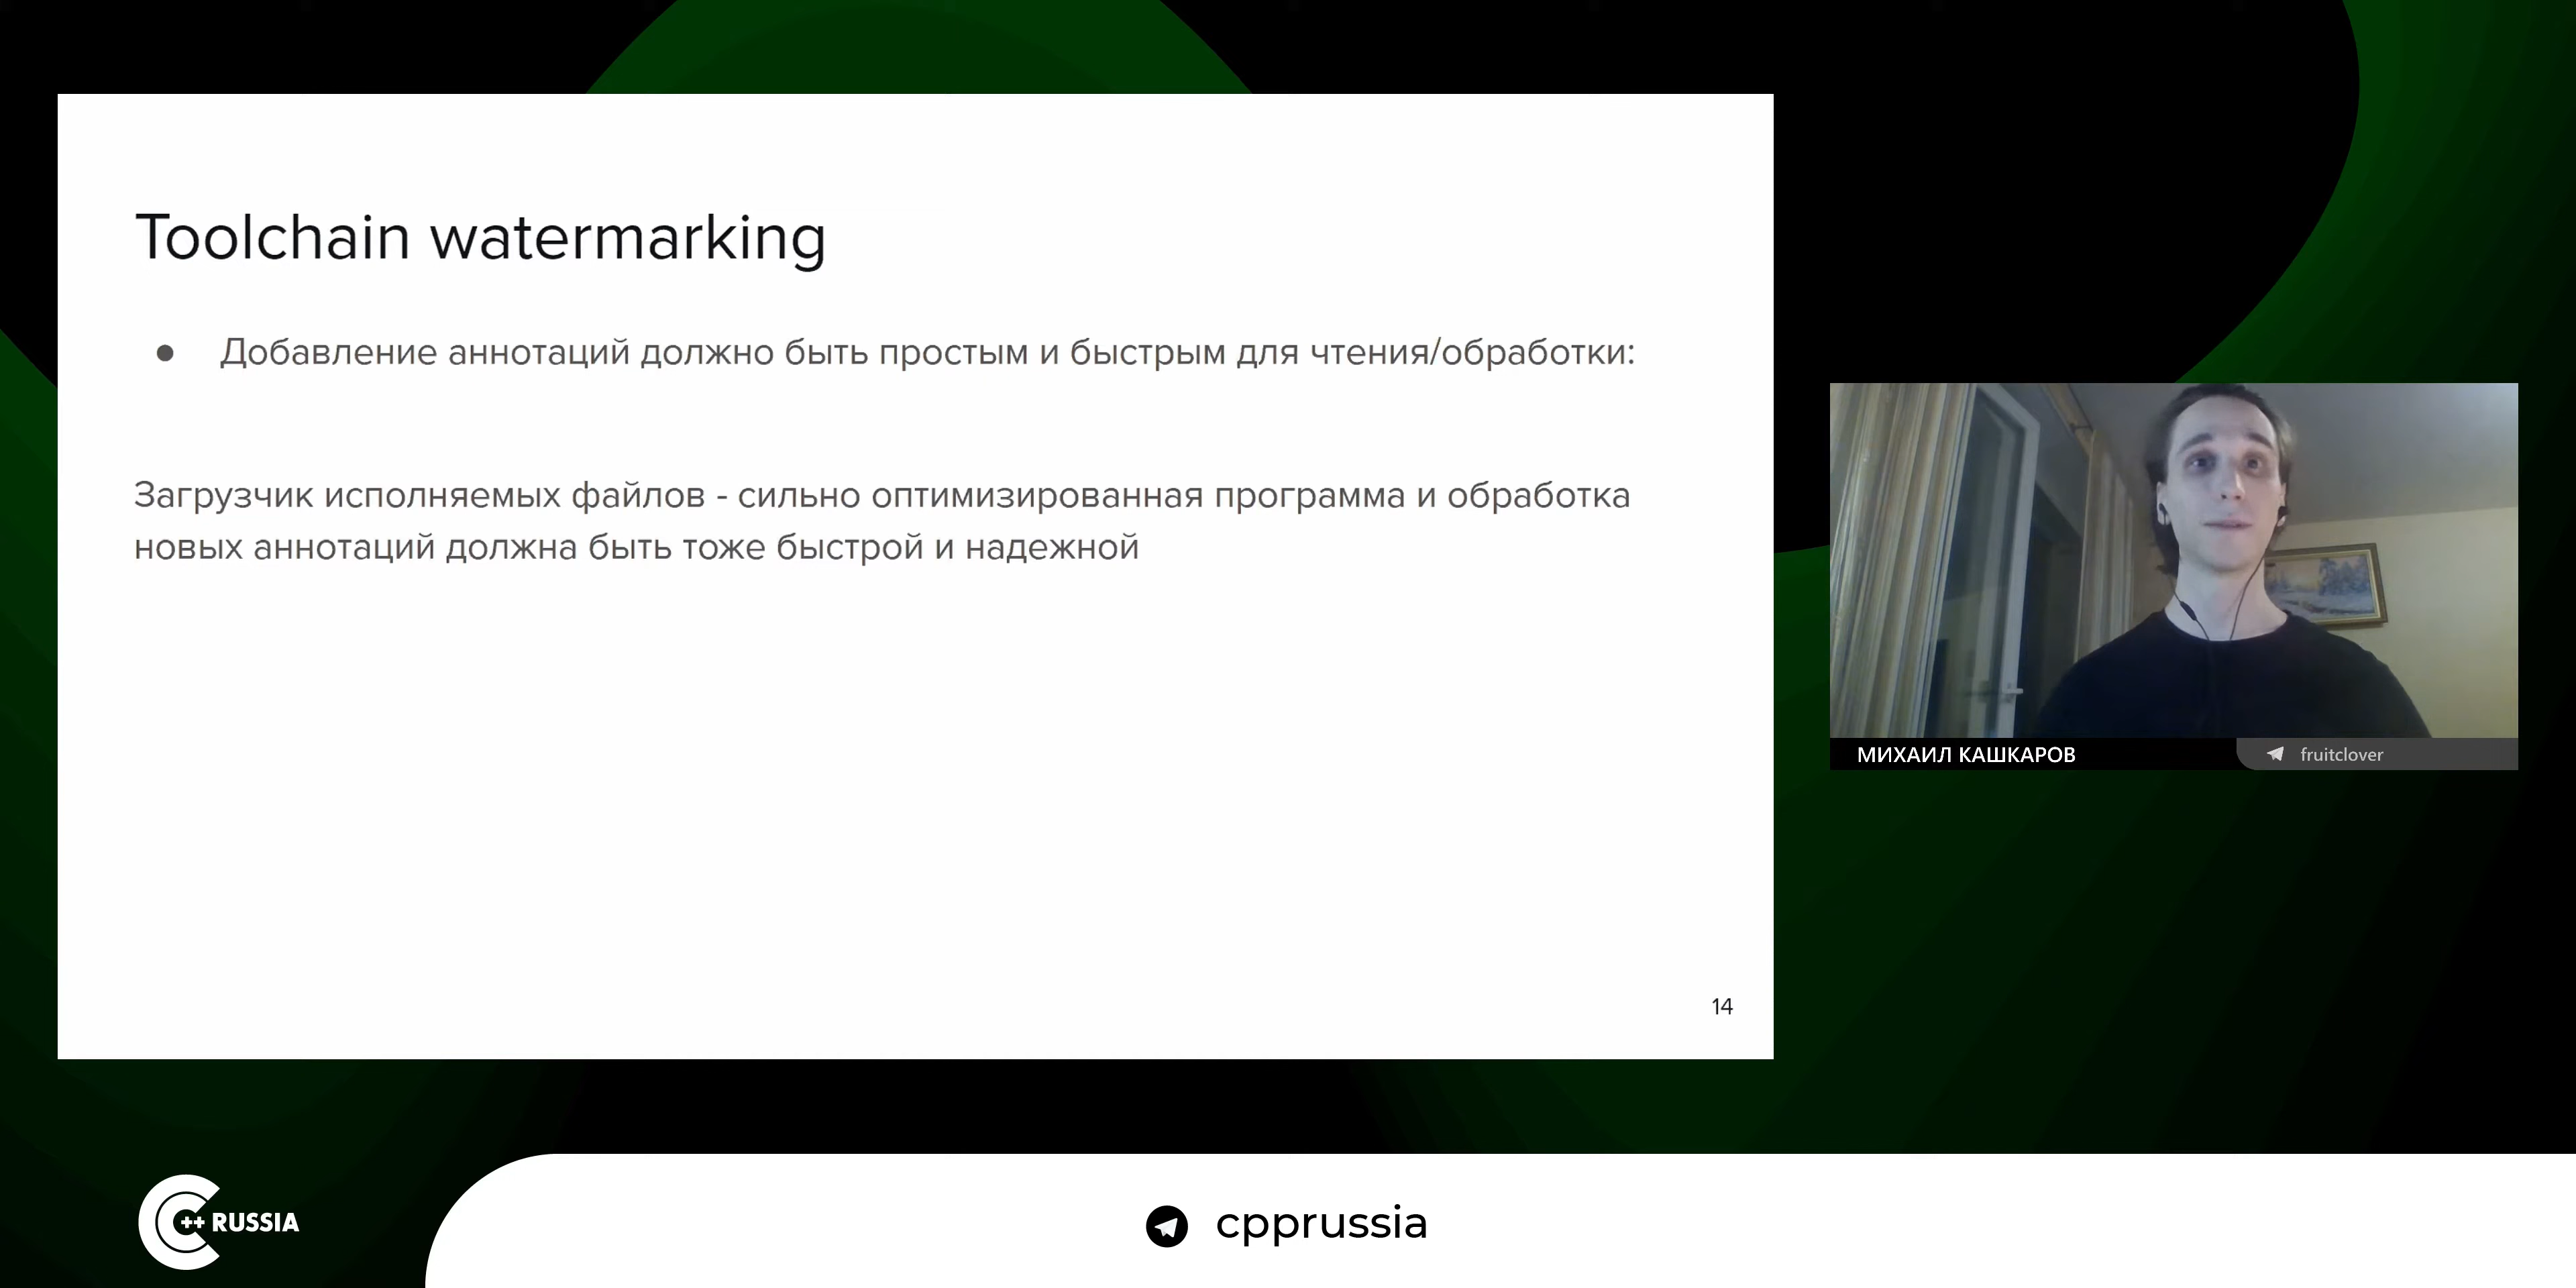 Toolchain watermarking
● Добавление аннотаций должно быть простым и быстрым для чтения/обработки:
Загрузчик исполняемых файлов - сильно оптимизированная программа и обработка
новых аннотаций должна быть тоже быстрой и надежной
14
МИХАИЛ КАШКАРОВ
fruitclover
C++ RUSSIA
cpprussia